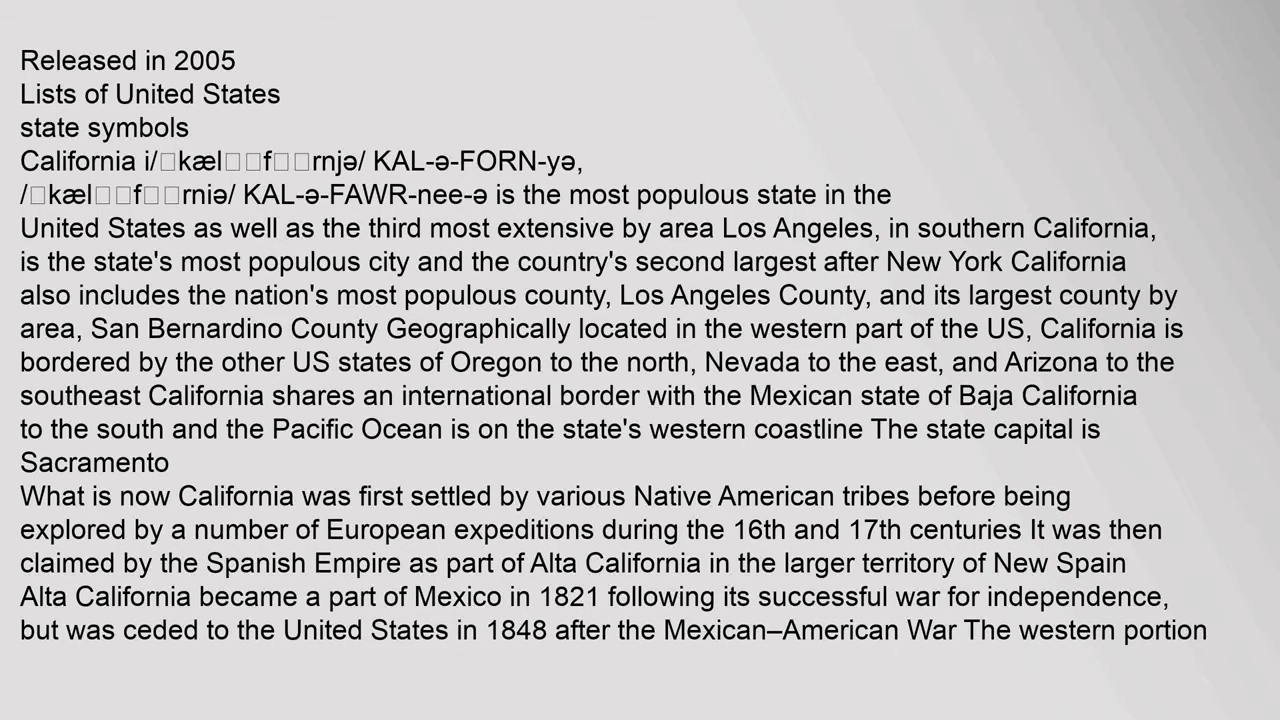 Released in 2005
Lists of United States
state symbols
California i/□kæl□□f□□rnjə/ KAL-ə-FORN-yə,
/□kæl□□f□□rniə/ KAL-ə-FAWR-nee-ə is the most populous state in the
United States as well as the third most extensive by area Los Angeles, in southern California,
is the state's most populous city and the country's second largest after New York California
also includes the nation's most populous county, Los Angeles County, and its largest county by
area, San Bernardino County Geographically located in the western part of the US, California is
bordered by the other US states of Oregon to the north, Nevada to the east, and Arizona to the
southeast California shares an international border with the Mexican state of Baja California
to the south and the Pacific Ocean is on the state's western coastline The state capital is
Sacramento
What is now California was first settled by various Native American tribes before being
explored by a number of European expeditions during the 16th and 17th centuries It was then
claimed by the Spanish Empire as part of Alta California in the larger territory of New Spain
Alta California became a part of Mexico in 1821 following its successful war for independence,
but was ceded to the United States in 1848 after the Mexican–American War The western portion